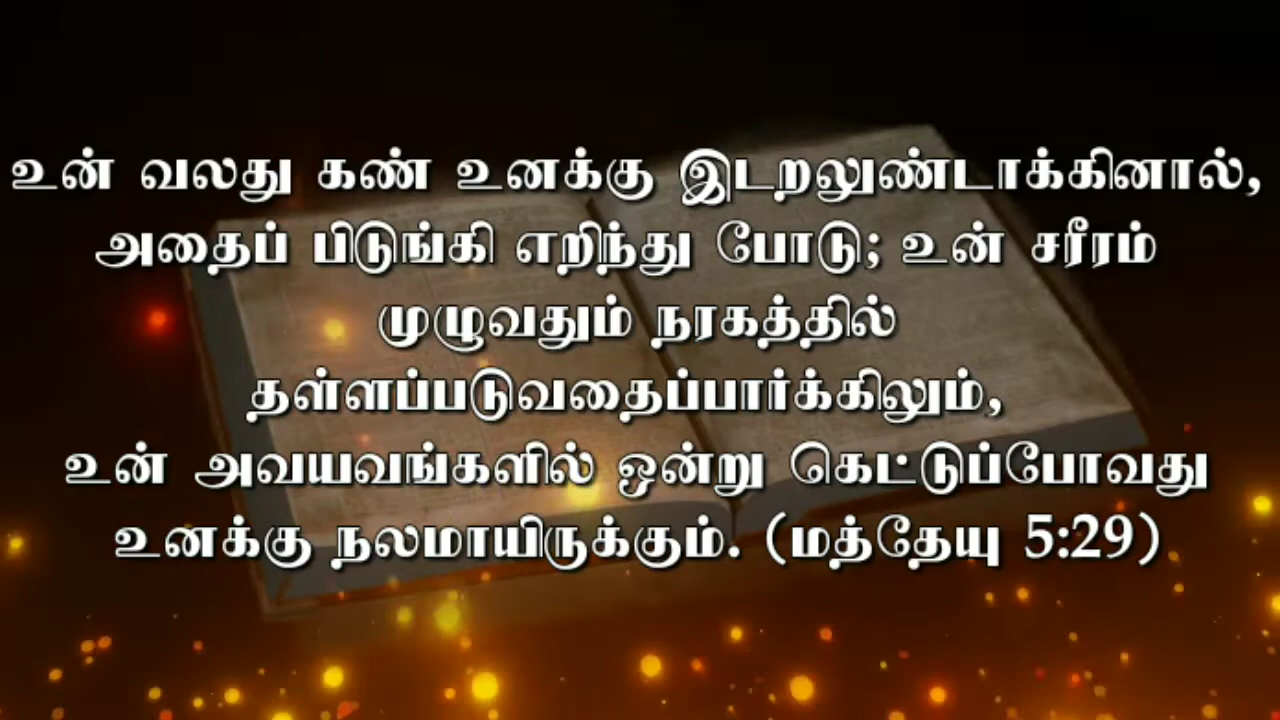 உன் வலது கண் உனக்கு இடறலுண்டாக்கினால்,
அதைப் பிடுங்கி எறிந்து போடு; உன் சரீரம்
முழுவதும் நரகத்தில்
தள்ளப்படுவதைப்பார்க்கிலும்,
உன் அவயவங்களில் ஒன்று கெட்டுப்போவது
உனக்கு நலமாயிருக்கும். (மத்தேயு 5:29)